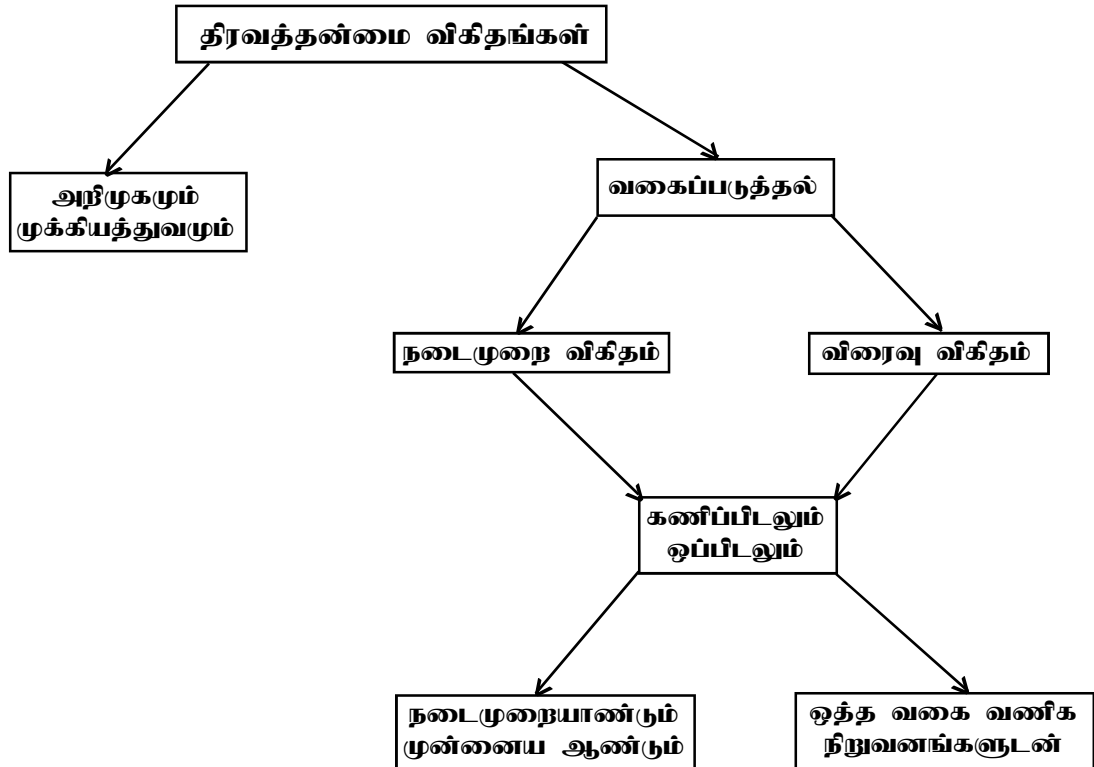 திரவத்தன்மை விகிதங்கள்
அறிமுகமும்
முக்கியத்துவமும்
வகைப்படுத்தல்
நடைமுறை விகிதம்
விரைவு விகிதம்
கணிப்பிடலும்
ஒப்பிடலும்
நடைமுறையாண்டும்
முன்னைய ஆண்டும்
ஒத்த வகை வணிக
நிறுவனங்களுடன்